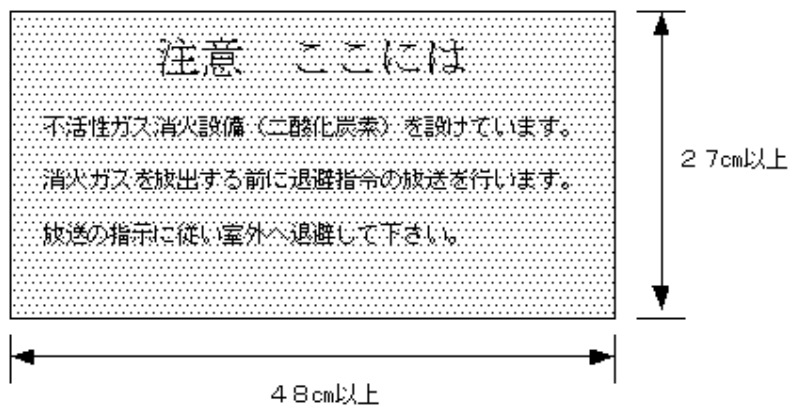 注意　ここには
不活性ガス消火設備（二酸化炭素）を設けています。
消火ガスを放出する前に退避指令の放送を行います。
放送の指示に従い室外へ退避して下さい。
２７cm以上
４８cm以上